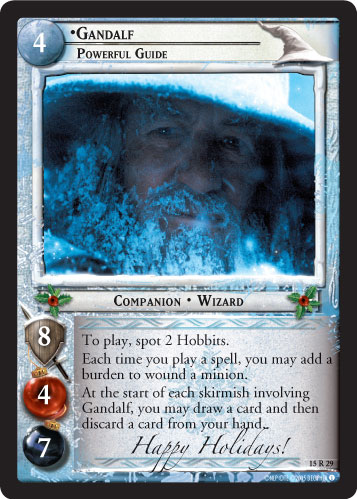 4
•Gandalf
Powerful Guide
Companion • Wizard
8
To play, spot 2 Hobbits.
Each time you play a spell, you may add a
burden to wound a minion.
4
At the start of each skirmish involving
Gandalf, you may draw a card and then
discard a card from your hand.
7
Happy Holidays!
15 R 29